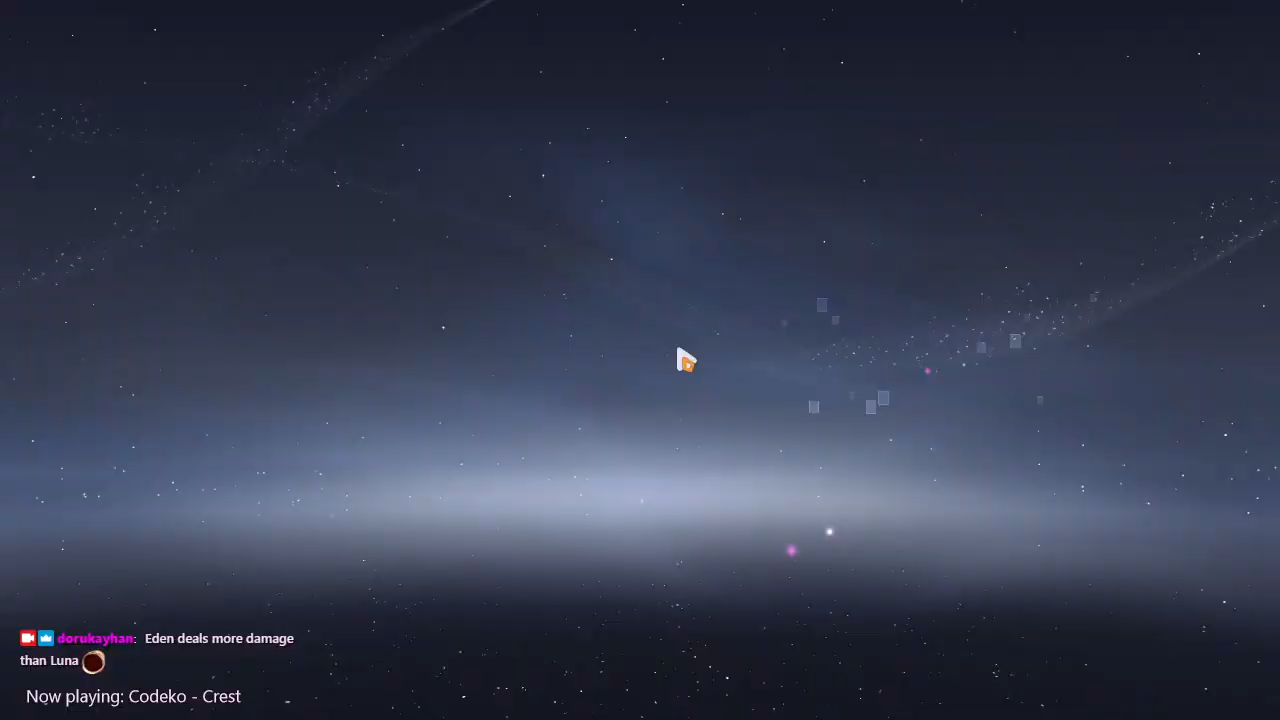 dorukayhan: Eden deals more damage
than Luna
Now playing: Codeko - Crest